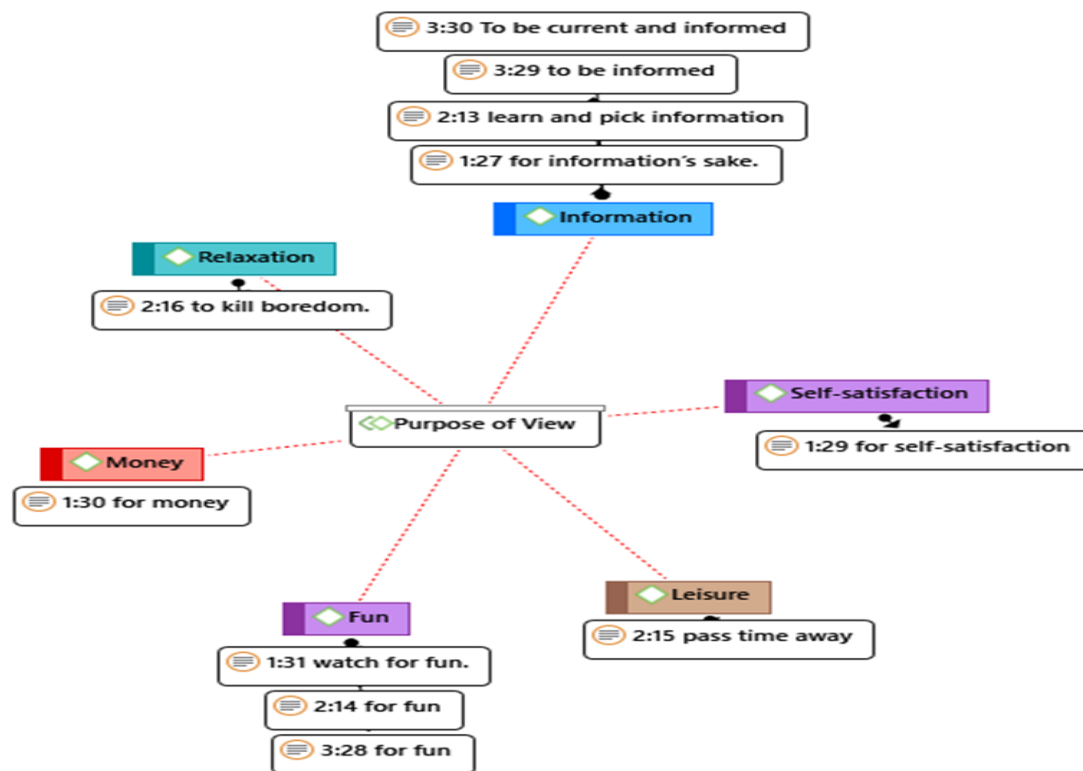 3:30 To be current and informed
3:29 to be informed
2:13 learn and pick information
1:27 for information´s sake.
Information
Relaxation
2:16 to kill boredom.
Self-satisfaction
1:29 for self-satisfaction
Purpose of View
Money
1:30 for money
Leisure
2:15 pass time away
Fun
1:31 watch for fun.
2:14 for fun
3:28 for fun